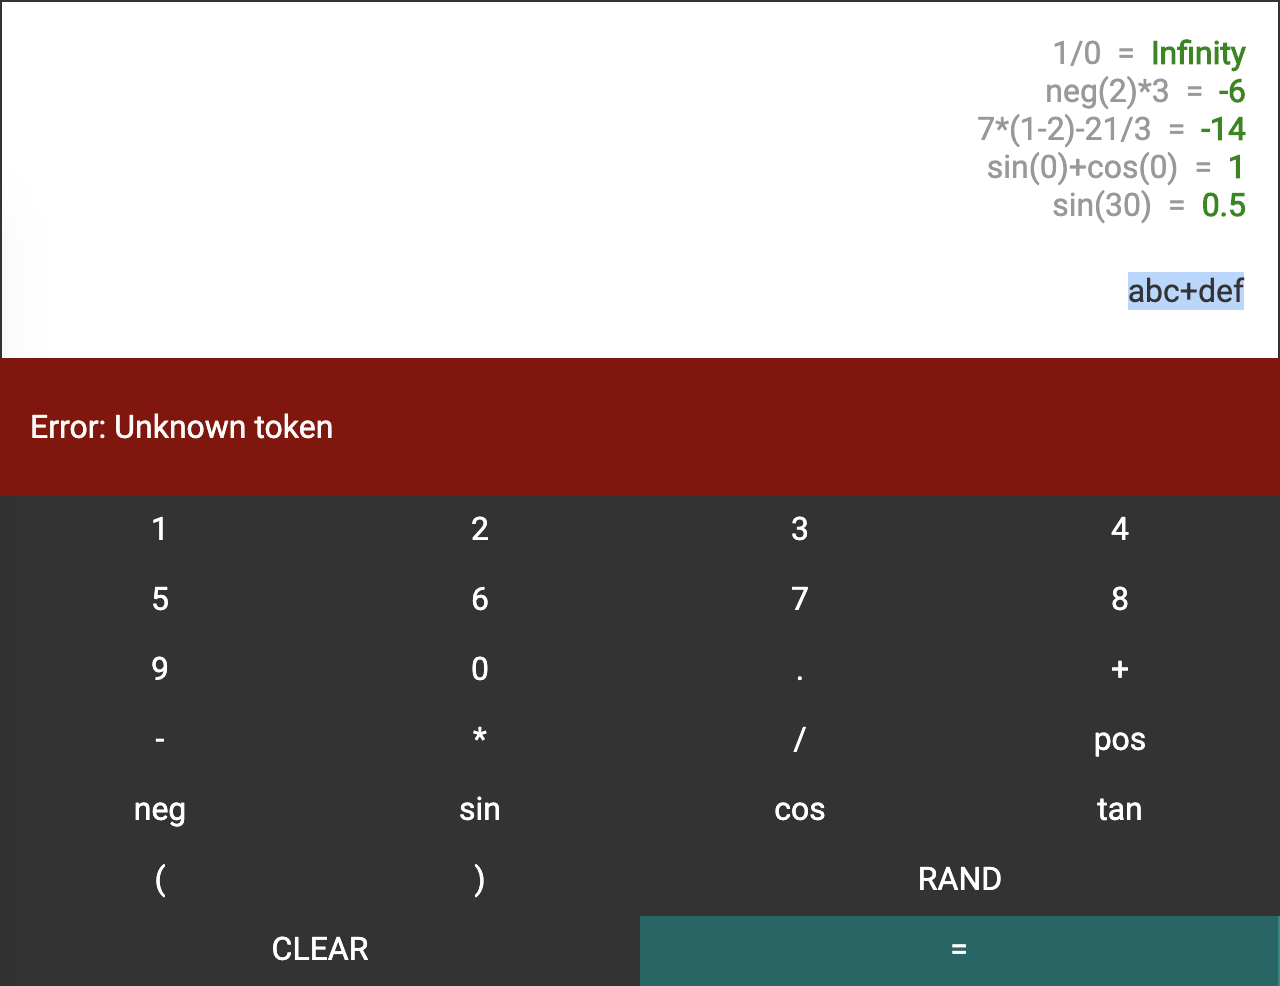 1/0 = Infinity
neg(2)*3 = -6
7*(1-2)-21/3 = -14
sin(0)+cos(0) = 1
sin(30) = 0.5
abc+def
Error: Unknown token
1 2 3 4
5 6 7 8
9 0 . +
- * / pos
neg sin cos tan
( ) RAND
CLEAR =